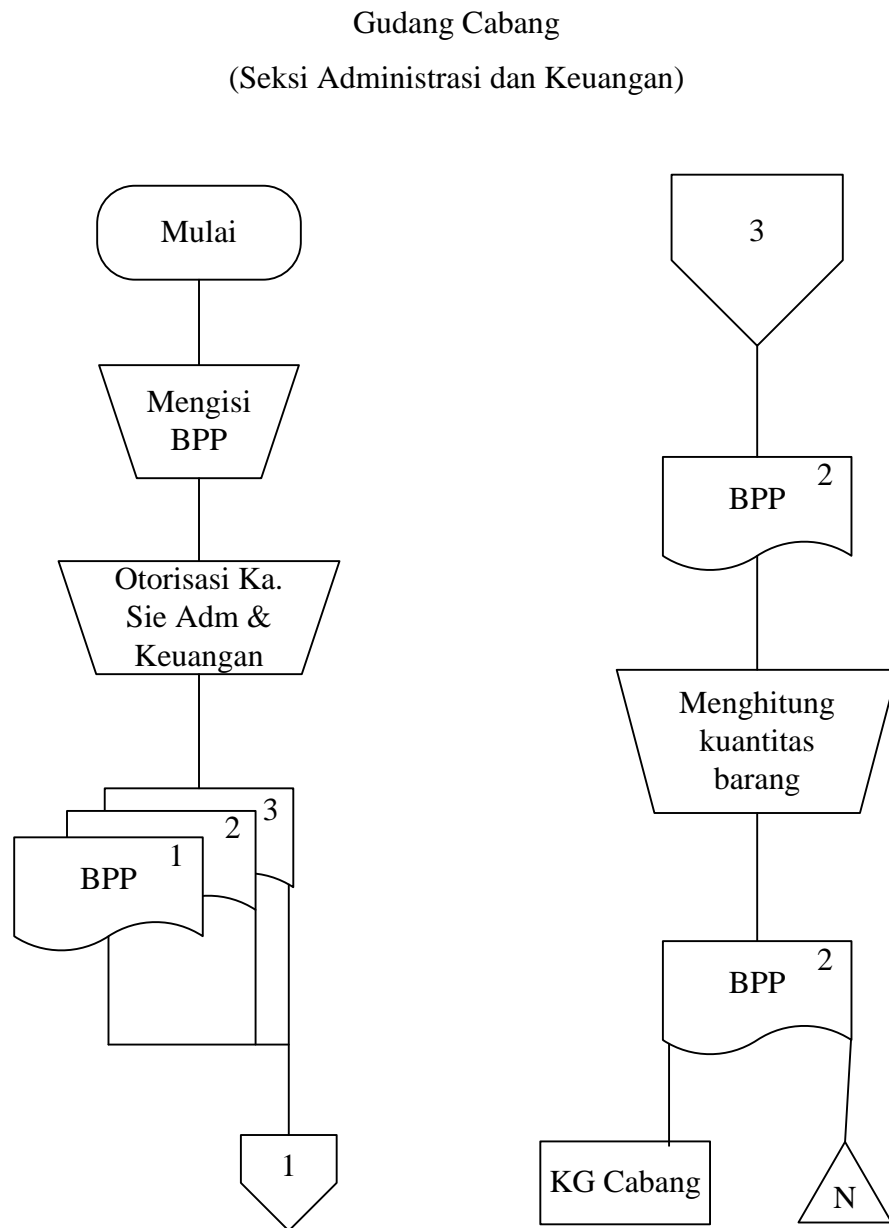 Gudang Cabang
(Seksi Administrasi dan Keuangan)
Mulai
Mengisi
BPP
Otorisasi Ka.
Sie Adm &
Keuangan
3
2
1
BPP
1
3
2
BPP
Menghitung
kuantitas
barang
2
BPP
KG Cabang
N